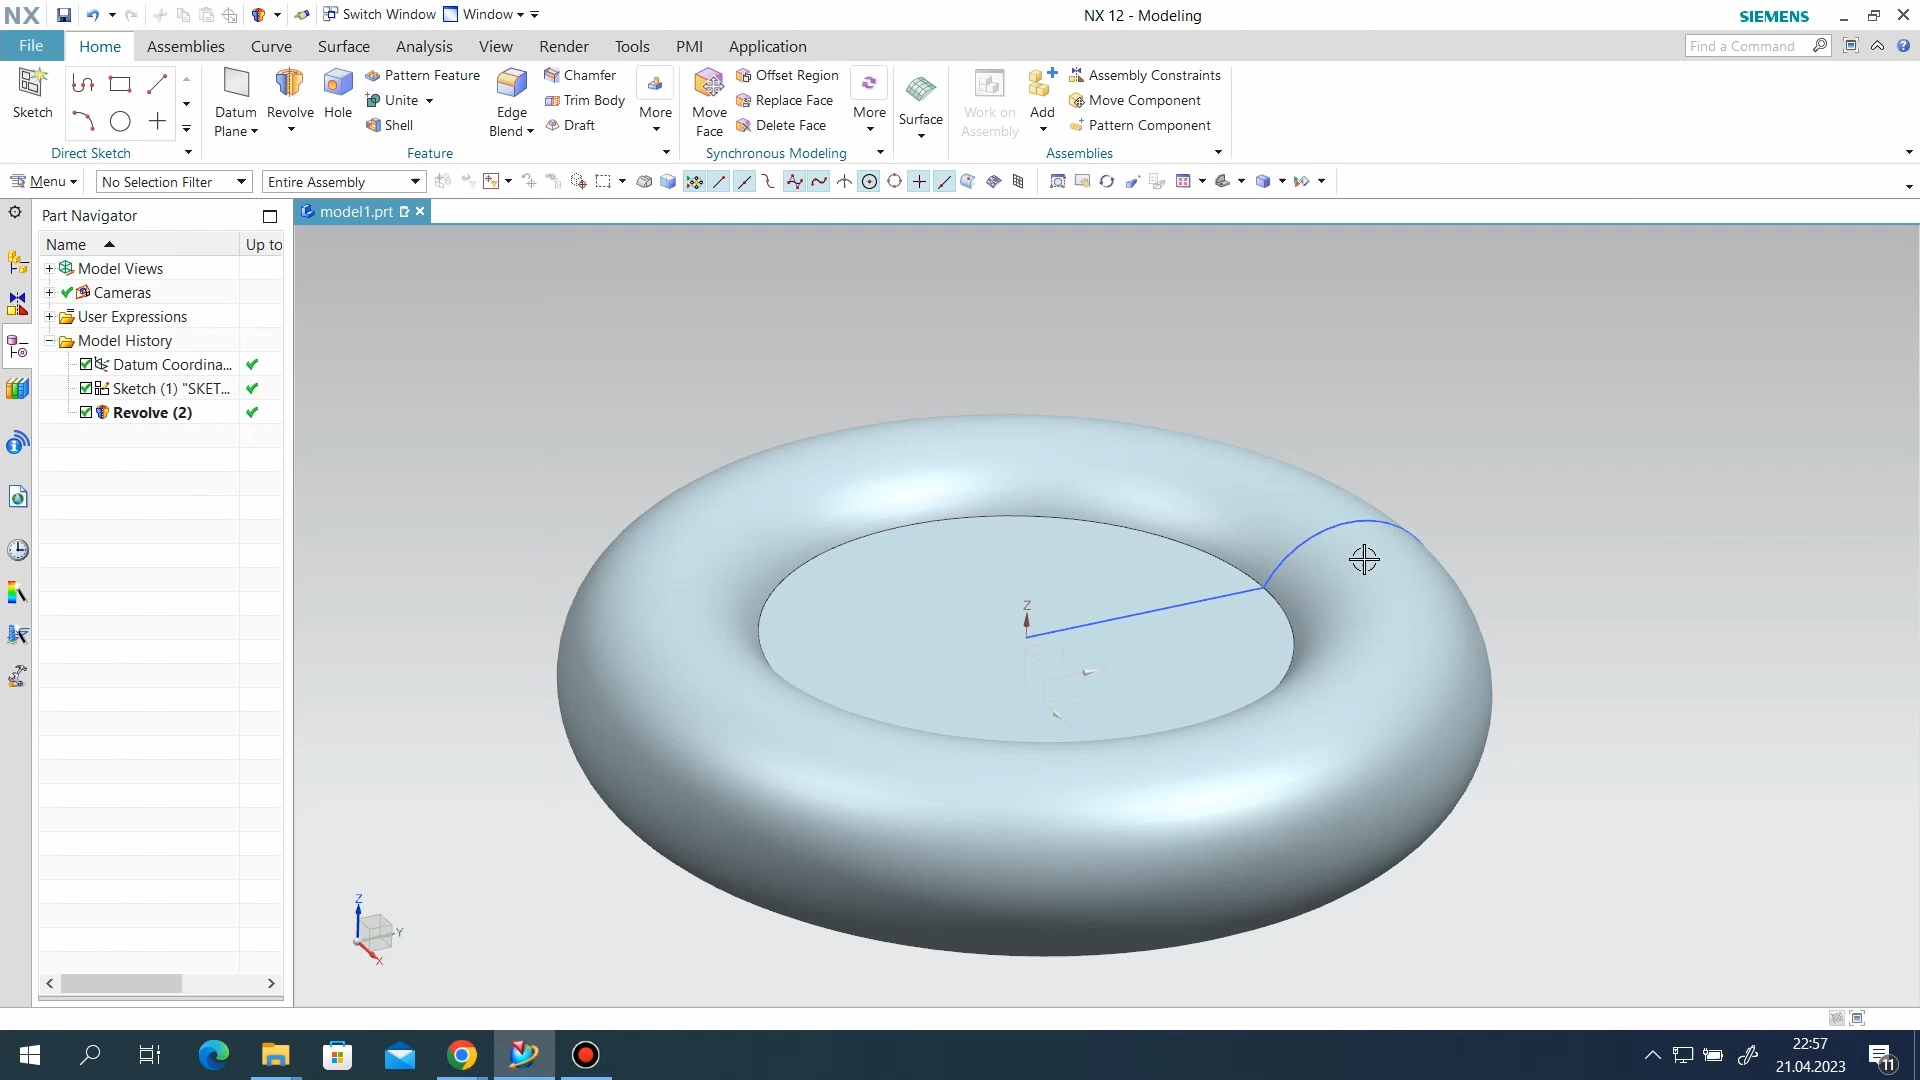 NX
Switch Window
Window
NX 12 - Modeling
SIEMENS
File
Home
Assemblies
Curve
Surface
Analysis
View
Render
Tools
PMI
Application
Find a Command
Sketch
Direct Sketch
Datum
Plane
Revolve
Hole
Pattern Feature
Unite
Shell
Edge
Blend
Chamfer
Trim Body
Draft
More
Feature
Move
Face
Offset Region
Replace Face
Delete Face
More
Synchronous Modeling
Surface
Work on
Assembly
Add
Assembly Constraints
Move Component
Pattern Component
Assemblies
Menu
No Selection Filter
Entire Assembly
Part Navigator
model1.prt
Name
Up to
Model Views
Cameras
User Expressions
Model History
Datum Coordina...
Sketch (1) "SKET...
Revolve (2)
Z
Z
Y
X
22:57
21.04.2023
11